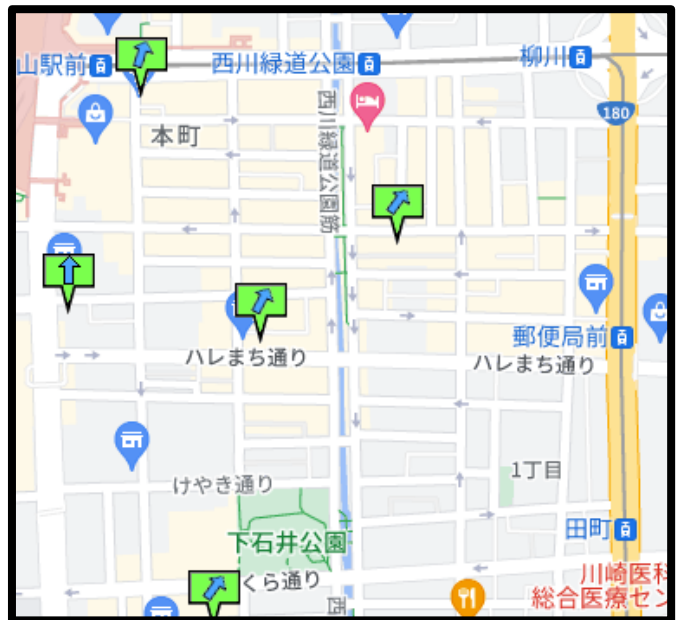 山駅前
西川緑道公園
柳川
180
本町
西川緑道公園筋
郵便局前
ハレまち通り
ハレまち通り
1丁目
けやき通り
下石井公園
田町
くら通り
川崎医科
総合医療セン
西